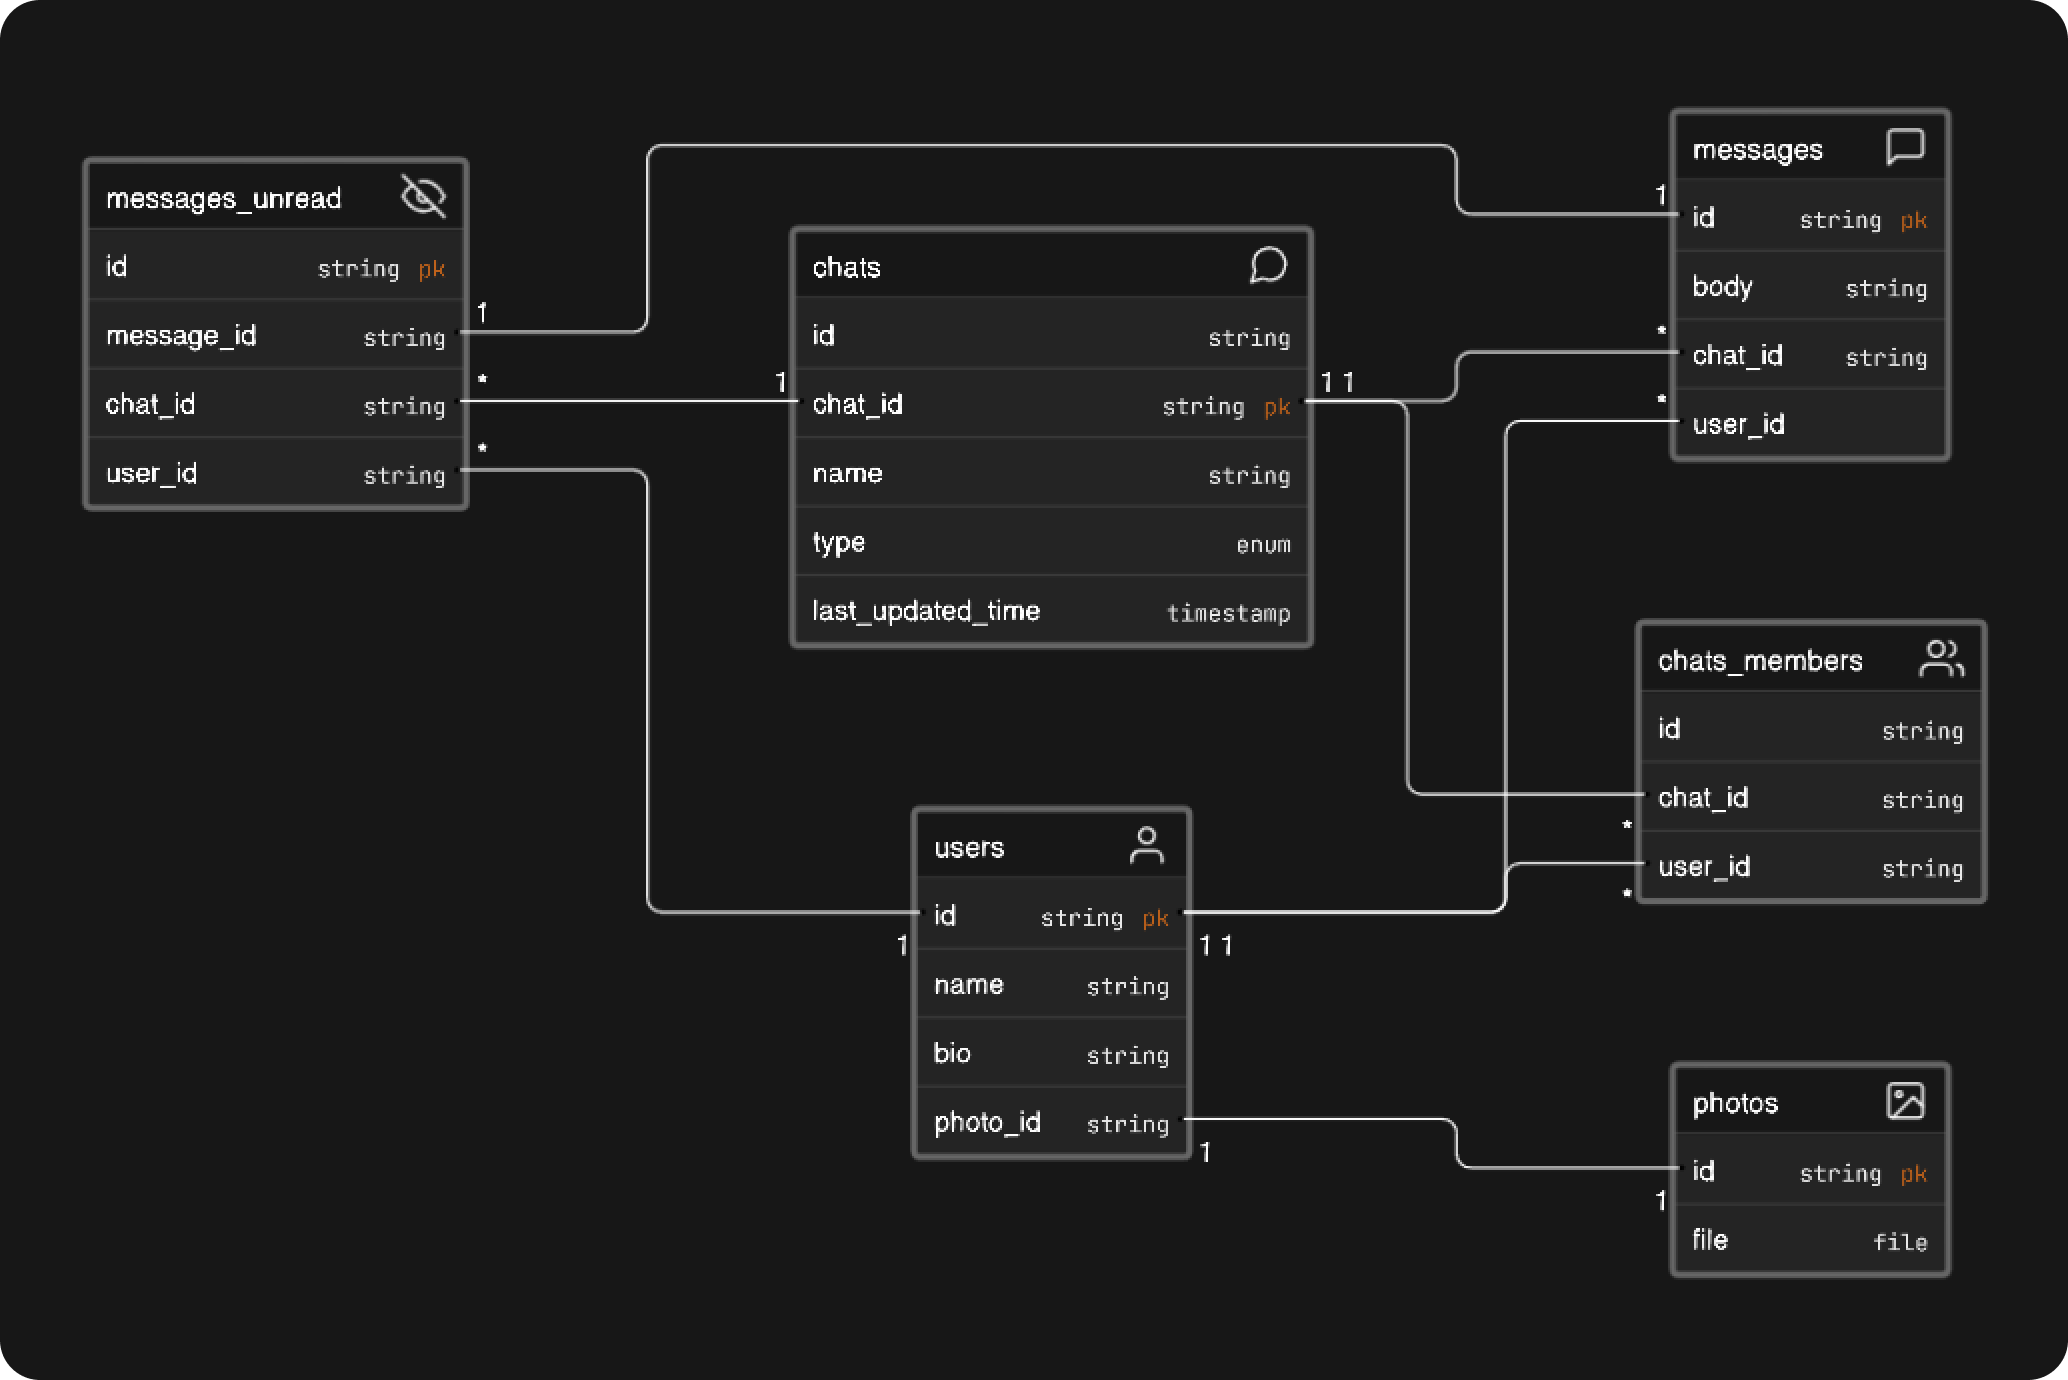 messages_unread
id string pk
message_id string
chat_id string
user_id string
1
*
*
chats
id string
chat_id string pk
name string
type enum
last_updated_time timestamp
1
1 1
messages
id string pk
body string
chat_id string
user_id
1
*
*
chats_members
id string
chat_id string
user_id string
*
*
users
id string pk
name string
bio string
photo_id string
1
1 1
1
photos
id string pk
file file
1